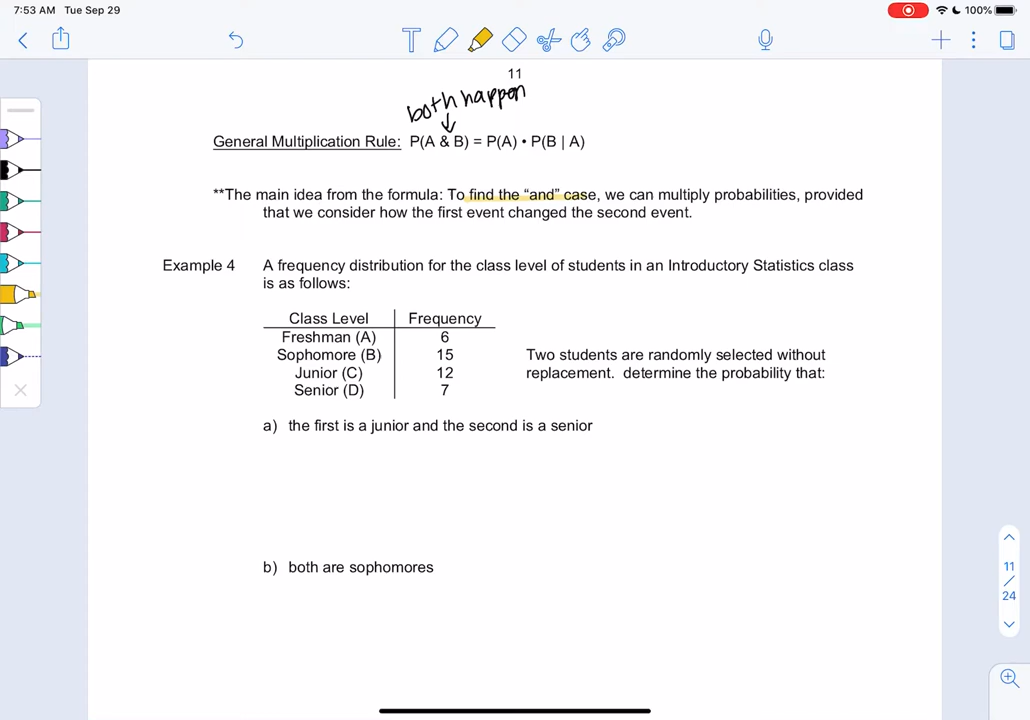 7:53 AM Tue Sep 29
100%
T
11
both happen
General Multiplication Rule: P(A & B) = P(A) • P(B | A)
**The main idea from the formula: To find the “and” case, we can multiply probabilities, provided
that we consider how the first event changed the second event.
Example 4 A frequency distribution for the class level of students in an Introductory Statistics class
is as follows:
Class Level Frequency
Freshman (A) 6
Sophomore (B) 15
Junior (C) 12
Senior (D) 7
Two students are randomly selected without
replacement. determine the probability that:
a) the first is a junior and the second is a senior
b) both are sophomores
11
/
24